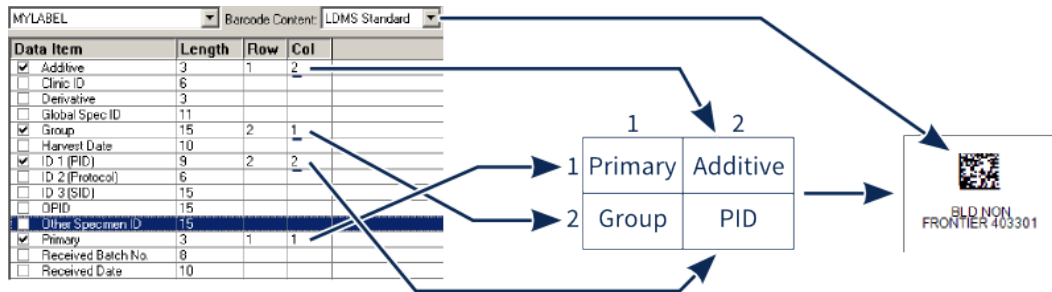 MYLABEL Barcode Content: LDMS Standard
Data Item Length Row Col
Additive 3 1 2
Clinic ID 6
Derivative 3
Global Spec ID 11
Group 15 2 1
Harvest Date 10
ID 1 (PID) 9 2 2
ID 2 (Protocol) 6
ID 3 (SID) 15
OPID 15
Other Specimen ID 15
Primary 3 1 1
Received Batch No. 8
Received Date 10
1 2
1 Primary Additive
2 Group PID
BLD NON
FRONTIER 403301